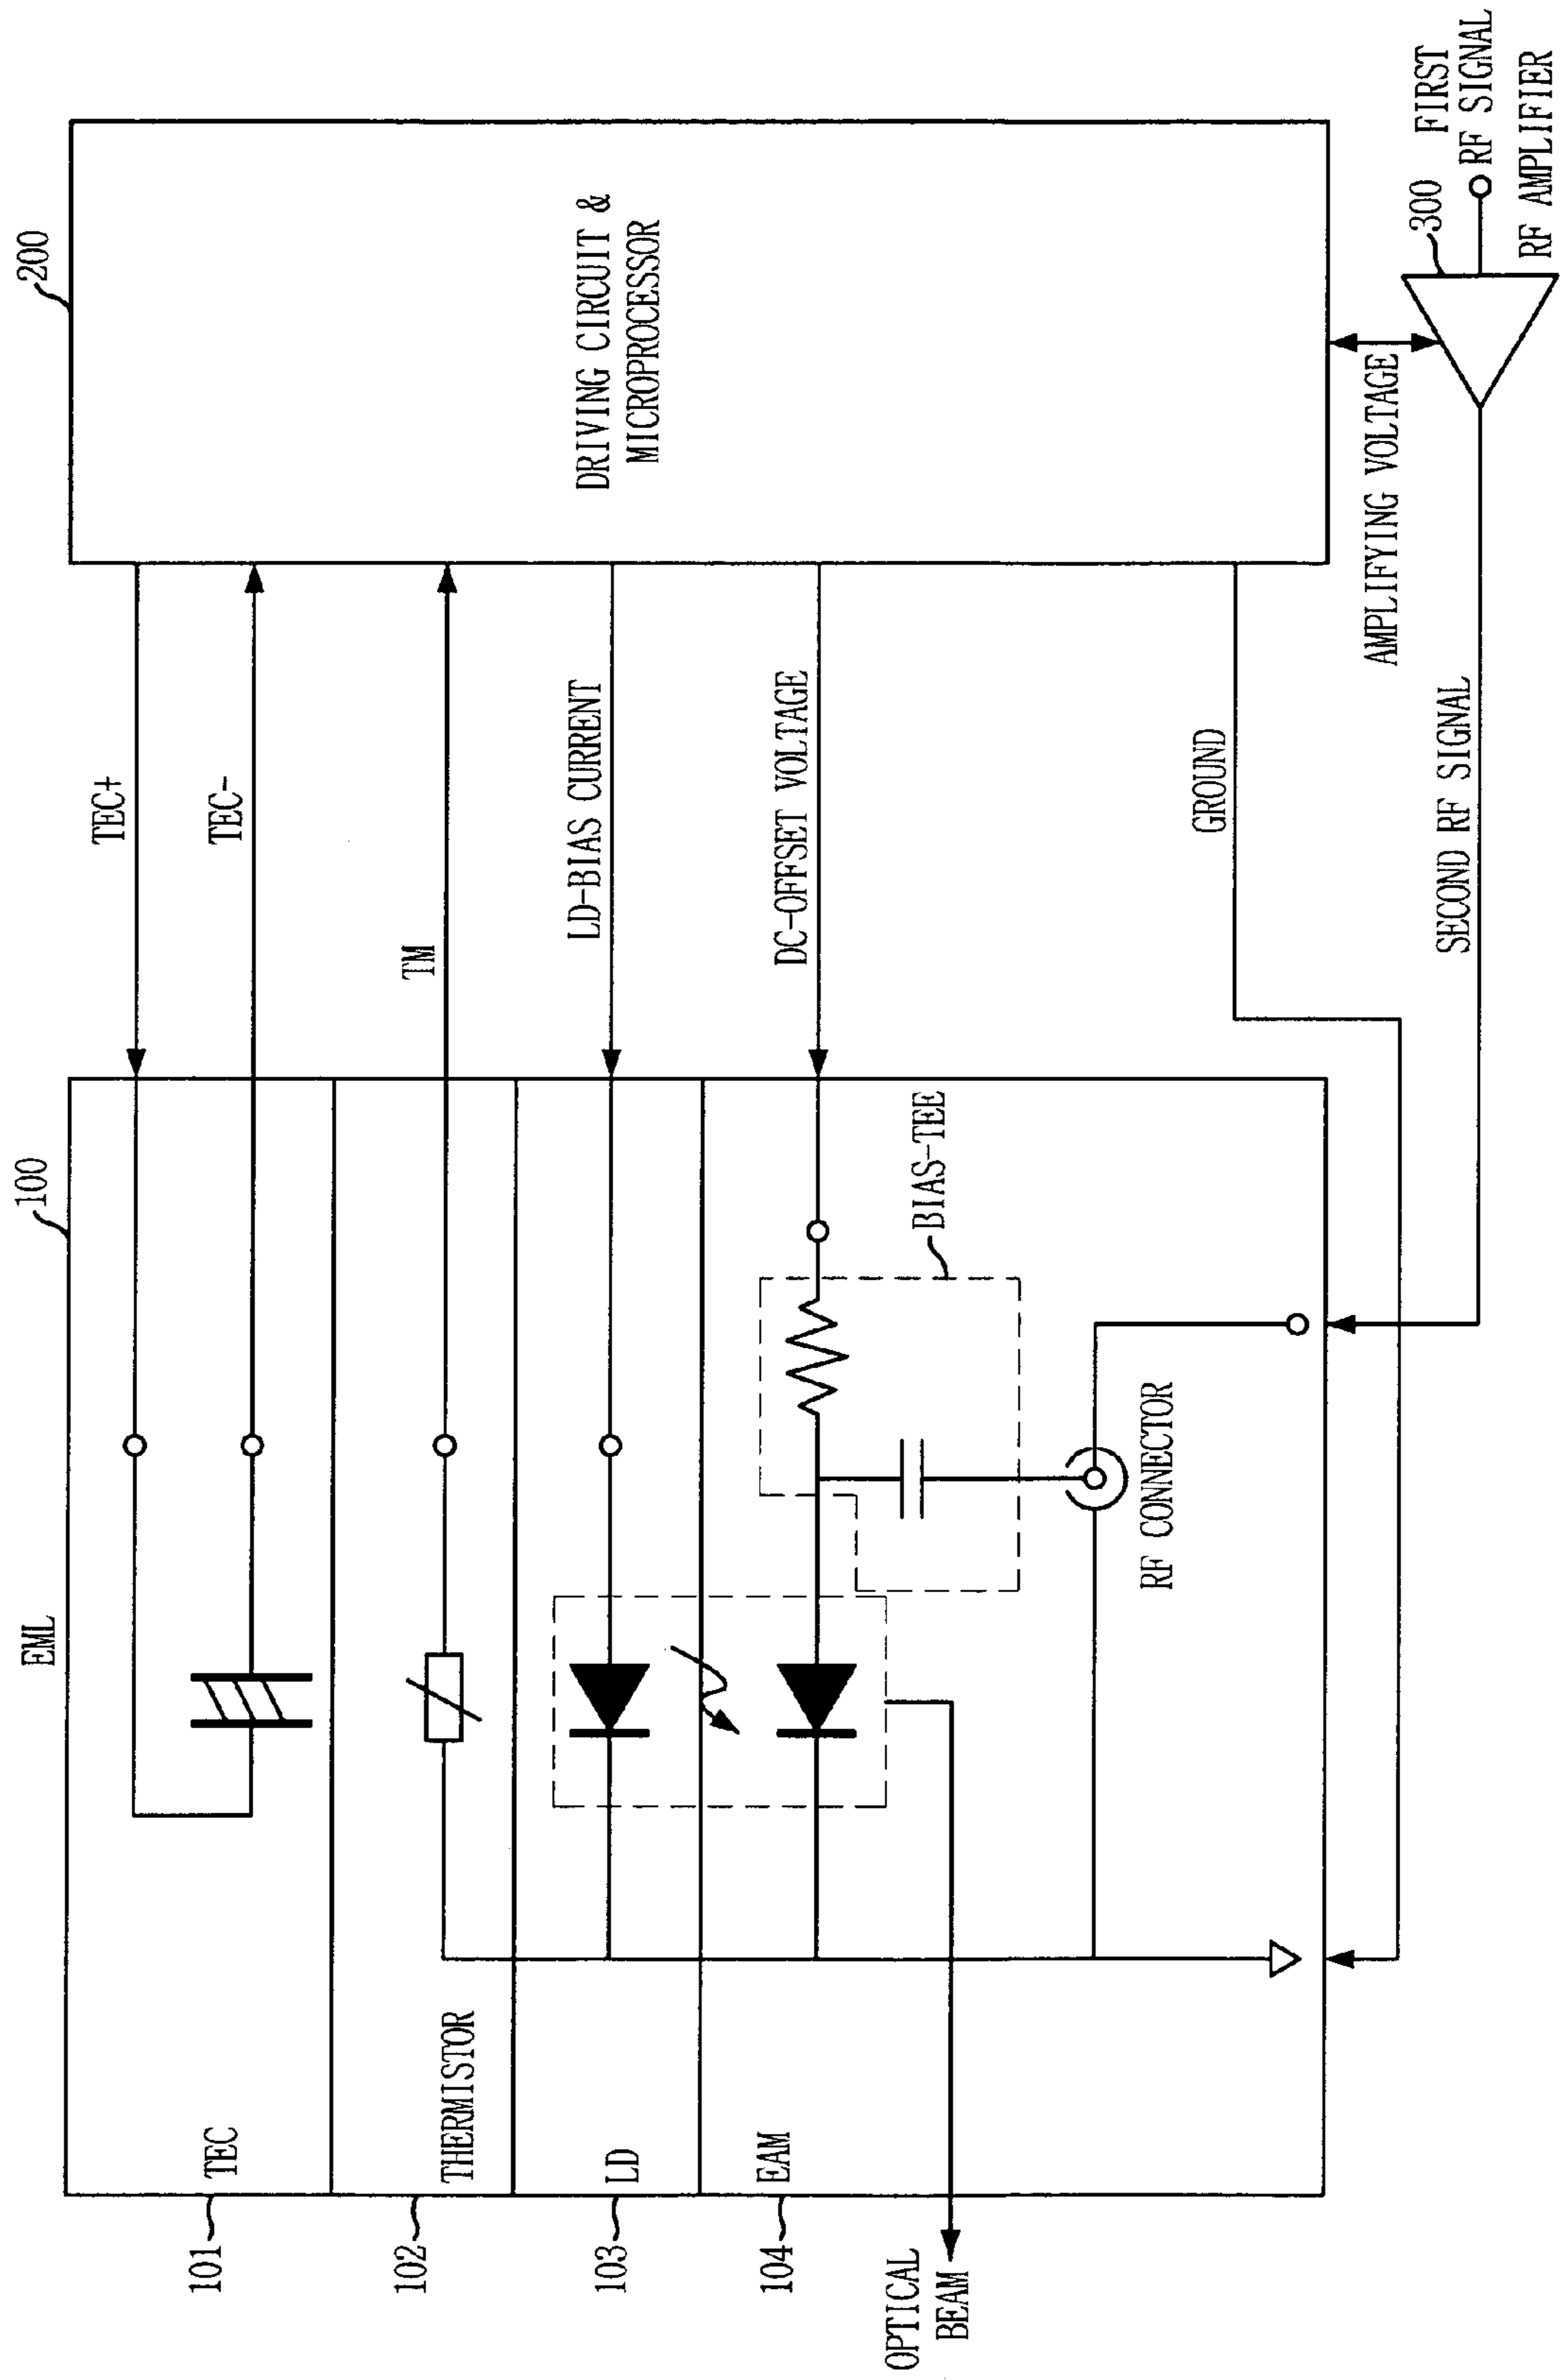 EML
100
200
101
TEC
102
THERMISTOR
103
LD
104
EAM
OPTICAL
BEAM
TEC+
TEC-
TM
LD-BIAS CURRENT
DC-OFFSET VOLTAGE
BIAS-TEE
RF CONNECTOR
GROUND
DRIVING CIRCUIT &
MICROPROCESSOR
AMPLIFYING VOLTAGE
SECOND RF SIGNAL
300
FIRST
RF SIGNAL
RF AMPLIFIER